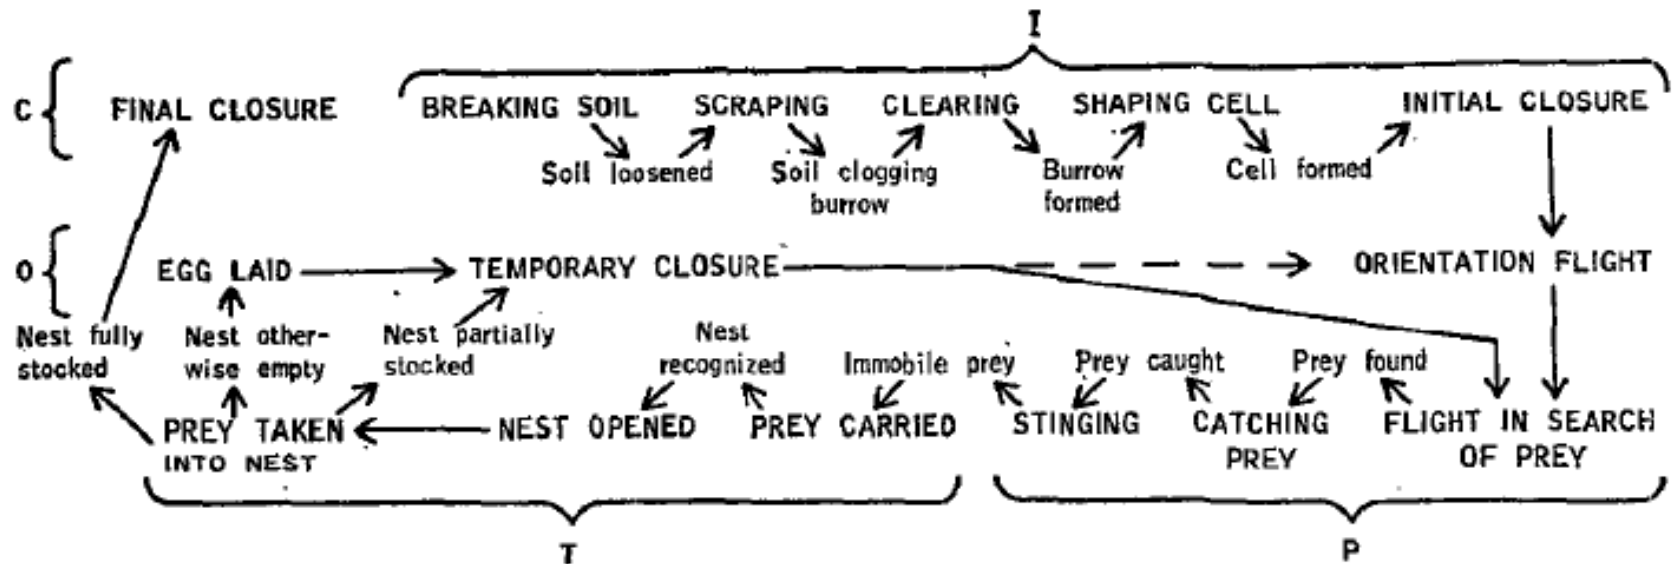 I
C
FINAL CLOSURE
BREAKING SOIL
SCRAPING
CLEARING
SHAPING CELL
INITIAL CLOSURE
Soil loosened
Soil clogging
burrow
Burrow
formed
Cell formed
O
EGG LAID
TEMPORARY CLOSURE
ORIENTATION FLIGHT
Nest fully
stocked
Nest other-
wise empty
Nest partially
stocked
Nest
recognized
Immobile prey
Prey caught
Prey found
PREY TAKEN
INTO NEST
NEST OPENED
PREY CARRIED
STINGING
CATCHING
PREY
FLIGHT IN SEARCH
OF PREY
T
P